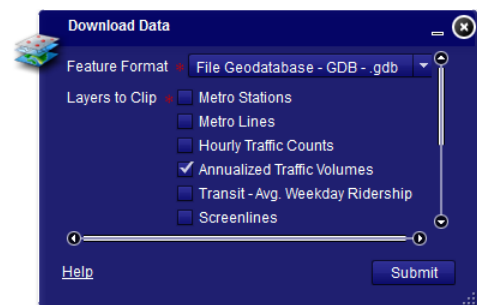 Download Data
Feature Format * File Geodatabase - GDB - .gdb
Layers to Clip * Metro Stations
Metro Lines
Hourly Traffic Counts
Annualized Traffic Volumes
Transit - Avg. Weekday Ridership
Screenlines
Help Submit